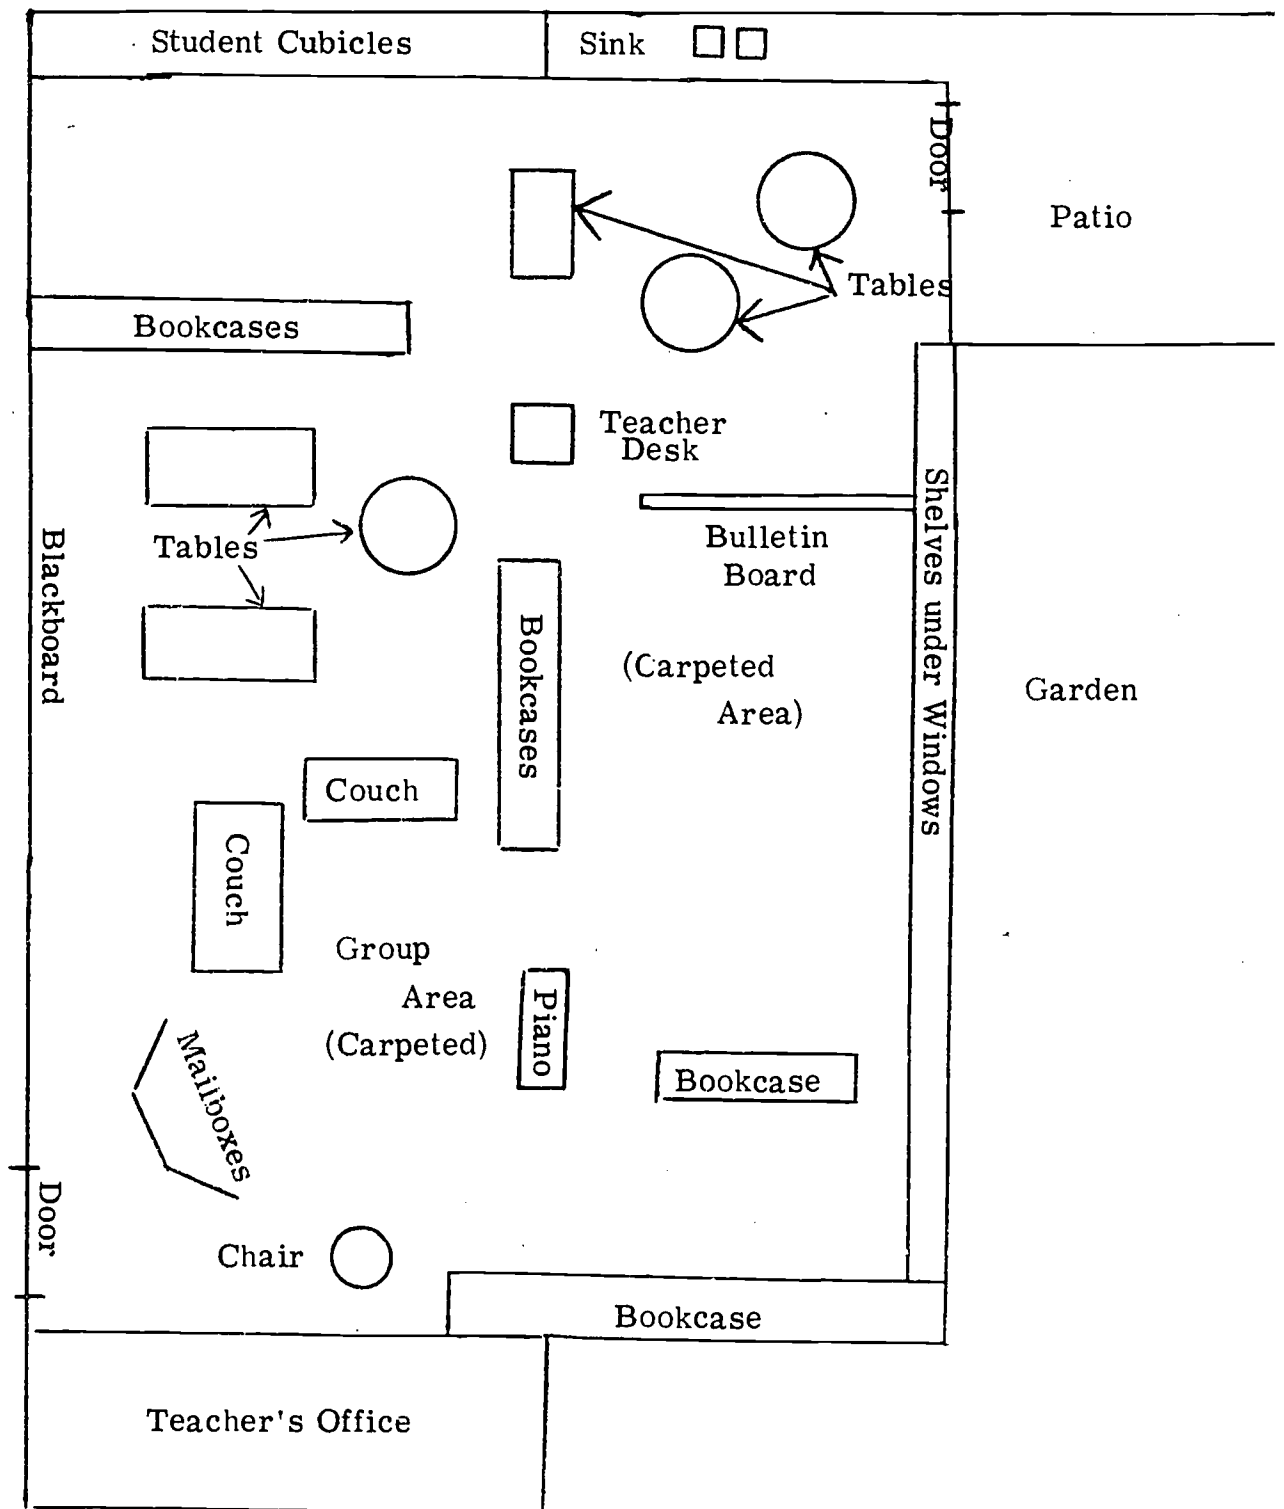 Student Cubicles
Sink
Door
Patio
Tables
Bookcases
Teacher
Desk
Shelves under Windows
Bulletin
Board
Blackboard
Tables
Bookcases
(Carpeted
Area)
Garden
Couch
Couch
Group
Area
(Carpeted)
Piano
Mailboxes
Bookcase
Door
Chair
Bookcase
Teacher's Office